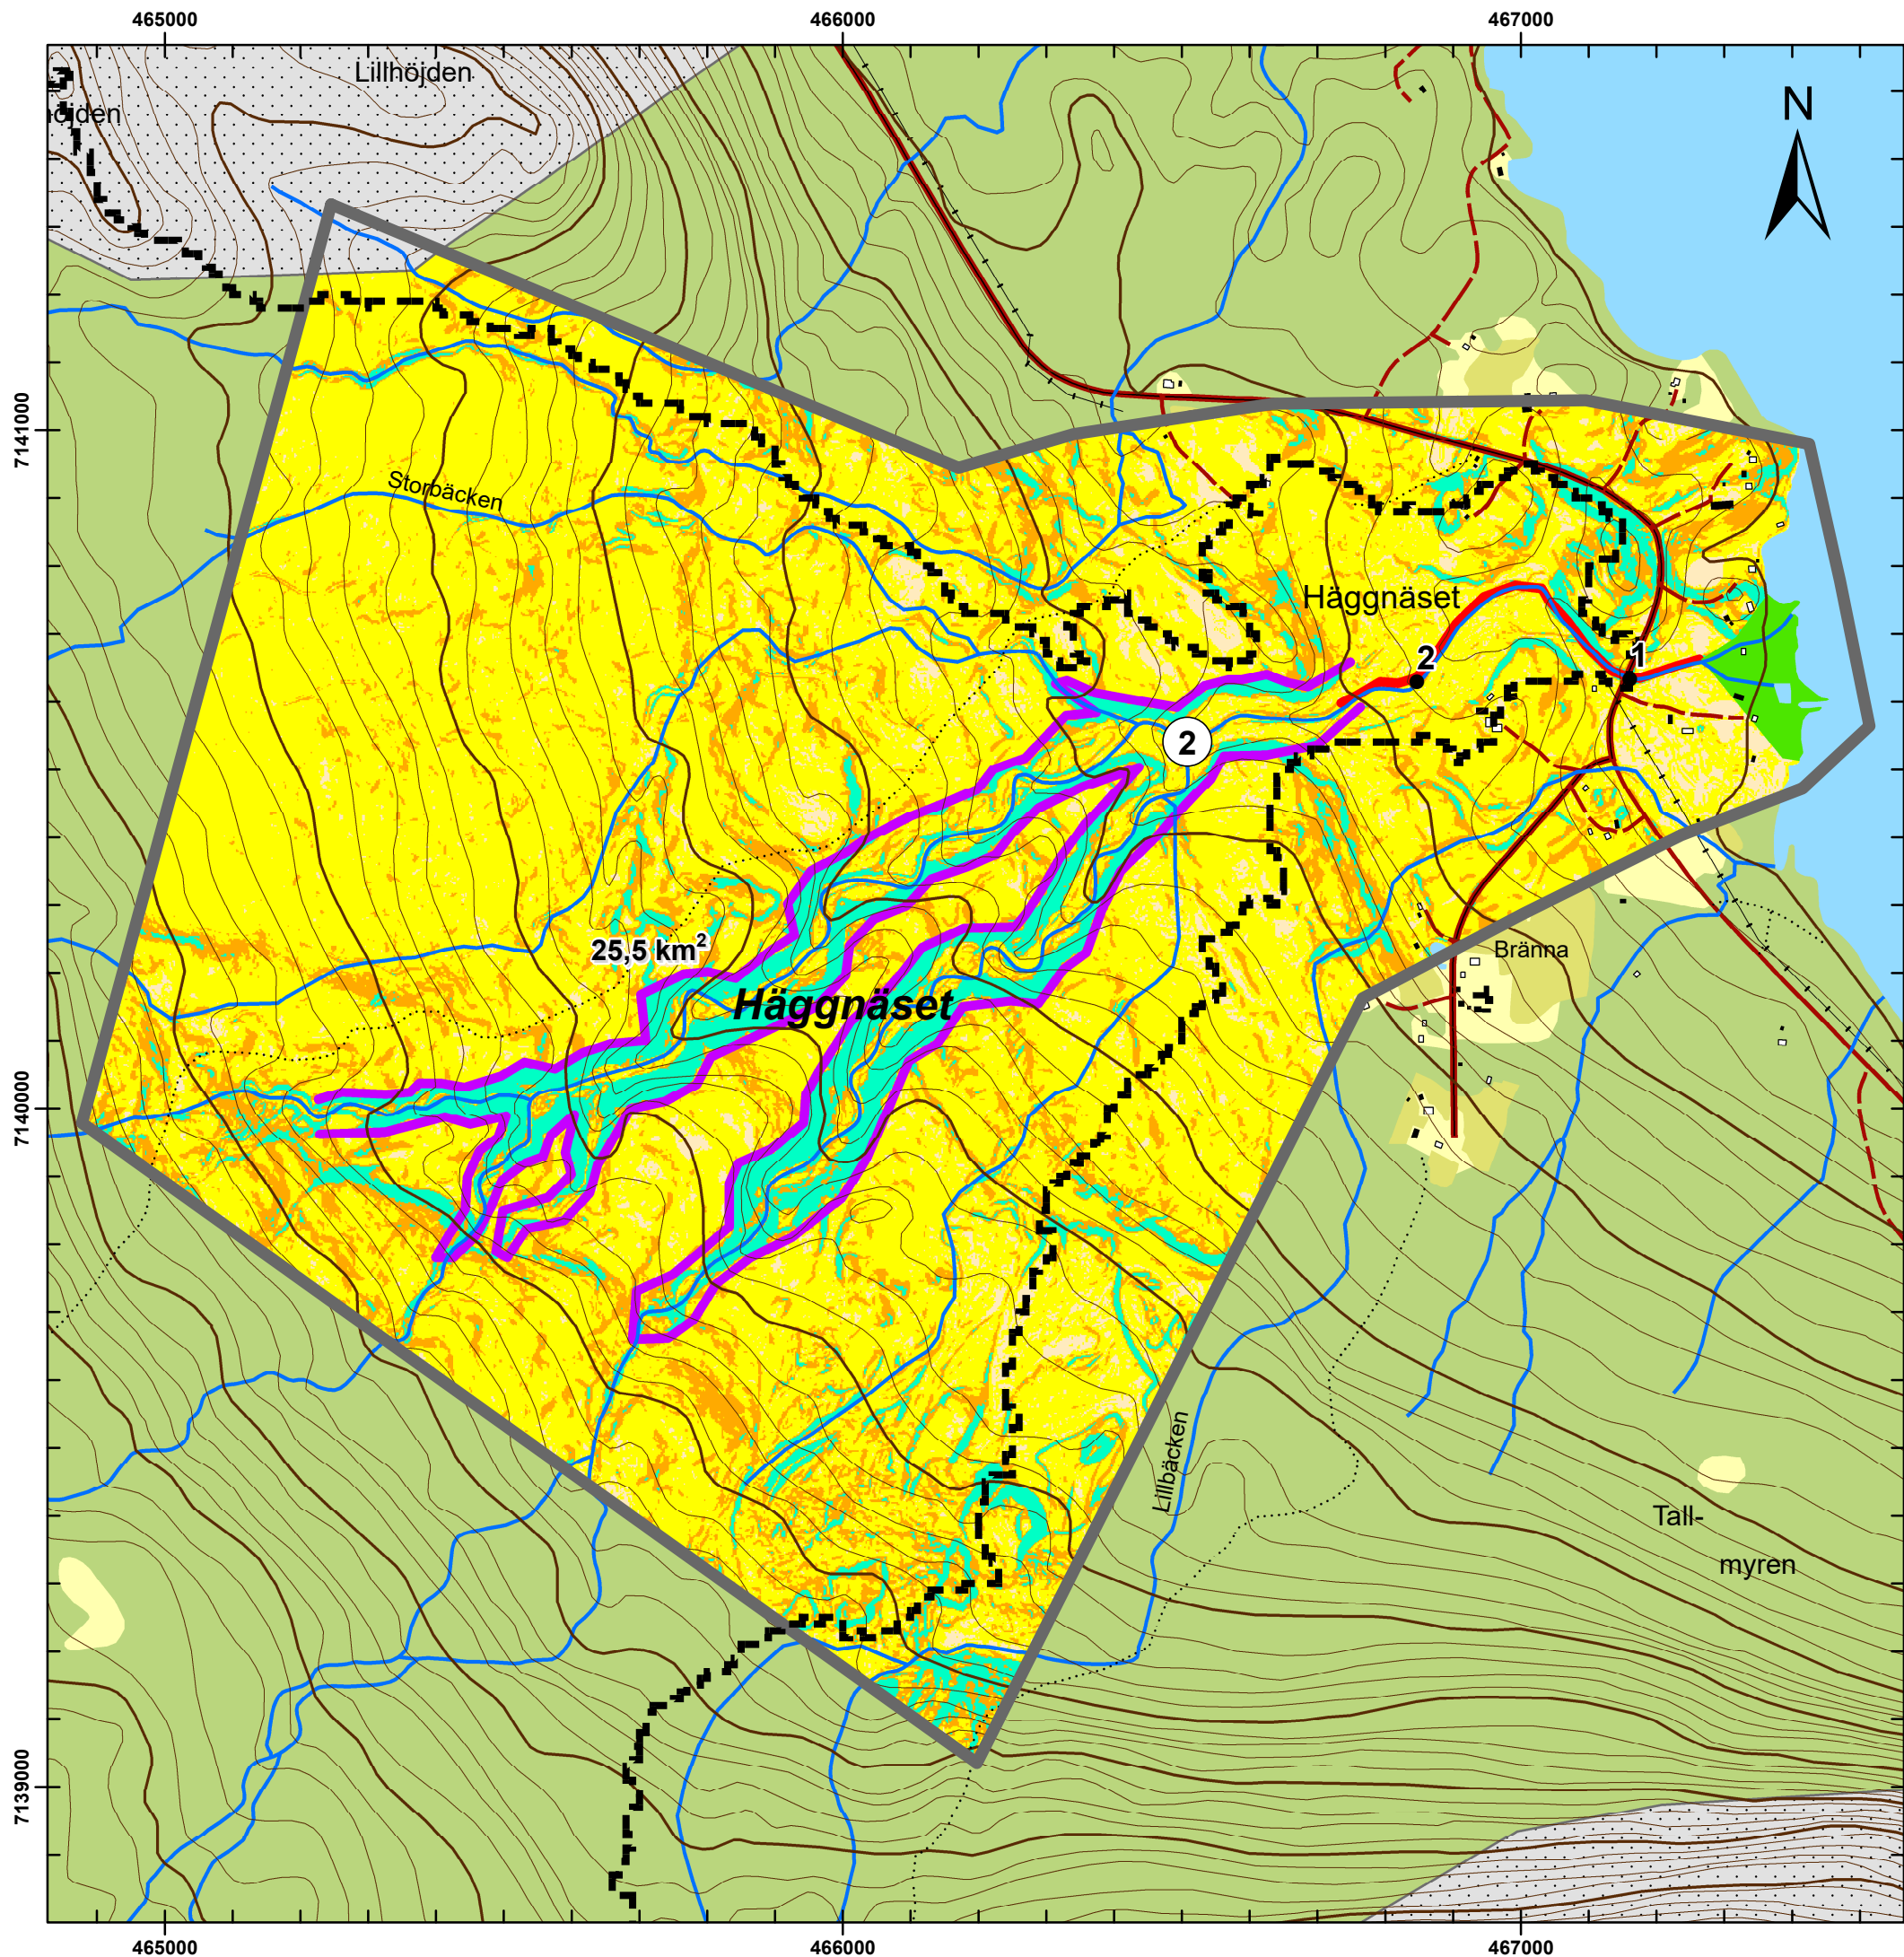 465000
466000
467000
Lillhöjden
höjden
N
7141000
Storbäcken
Häggnäset
2
1
2
25,5 km²
Häggnäset
Bränna
7140000
Lillbäcken
Tall-
myren
7139000
465000
466000
467000